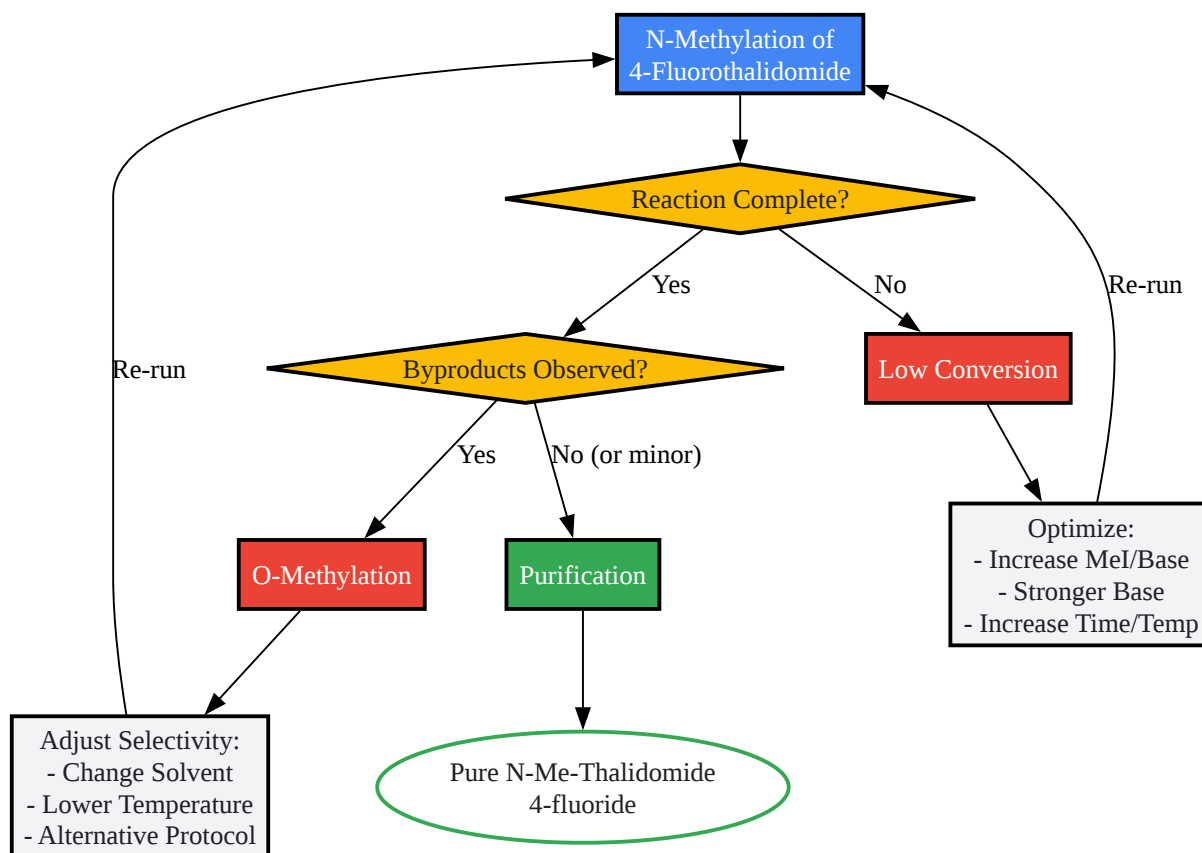 N-Methylation of
4-Fluorothalidomide
Reaction Complete?
Yes
No
Re-run
Re-run
Byproducts Observed?
Low Conversion
Yes
No (or minor)
O-Methylation
Purification
Optimize:
- Increase MeI/Base
- Stronger Base
- Increase Time/Temp
Adjust Selectivity:
- Change Solvent
- Lower Temperature
- Alternative Protocol
Pure N-Me-Thalidomide
4-fluoride